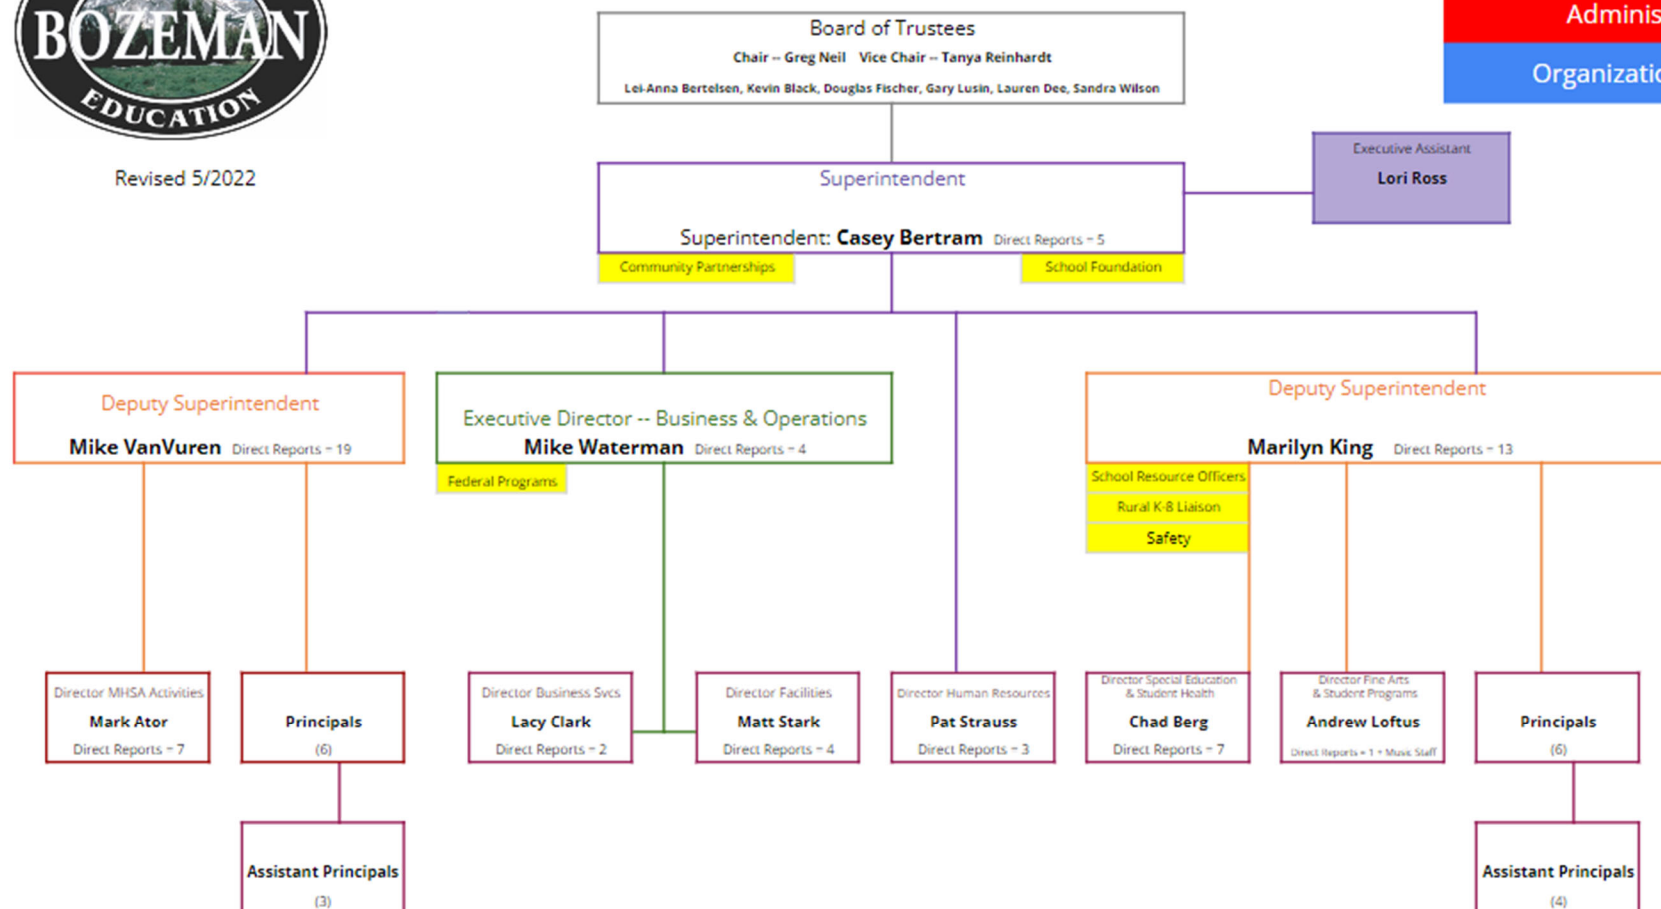 BOZEMAN
EDUCATION
Revised 5/2022
Board of Trustees
Chair -- Greg Neil Vice Chair -- Tanya Reinhardt
Lei-Anna Bertelsen, Kevin Black, Douglas Fischer, Gary Lusin, Lauren Dee, Sandra Wilson
Adminis
Organizatio
Executive Assistant
Lori Ross
Superintendent
Superintendent: Casey Bertram Direct Reports - 5
Community Partnerships
School Foundation
Deputy Superintendent
Mike VanVuren Direct Reports - 19
Executive Director -- Business & Operations
Mike Waterman Direct Reports - 4
Federal Programs
Deputy Superintendent
Marilyn King Direct Reports - 13
School Resource Officers
Rural K-8 Liaison
Safety
Director MHSA Activities
Mark Ator
Direct Reports - 7
Principals
(6)
Director Business Svcs
Lacy Clark
Direct Reports - 2
Director Facilities
Matt Stark
Direct Reports - 4
Director Human Resources
Pat Strauss
Direct Reports - 3
Director Special Education
& Student Health
Chad Berg
Direct Reports - 7
Director Fine Arts
& Student Programs
Andrew Loftus
Direct Reports = 1 + Music Staff
Principals
(6)
Assistant Principals
(3)
Assistant Principals
(4)